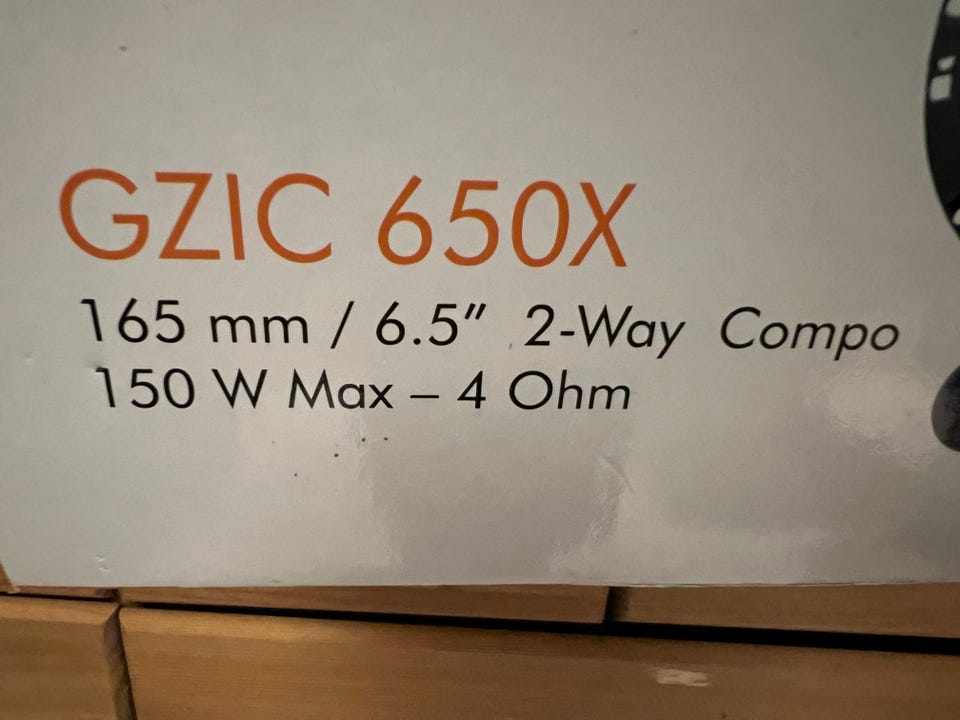 GZIC 650X
165 mm / 6.5" 2-Way Compo
150 W Max – 4 Ohm